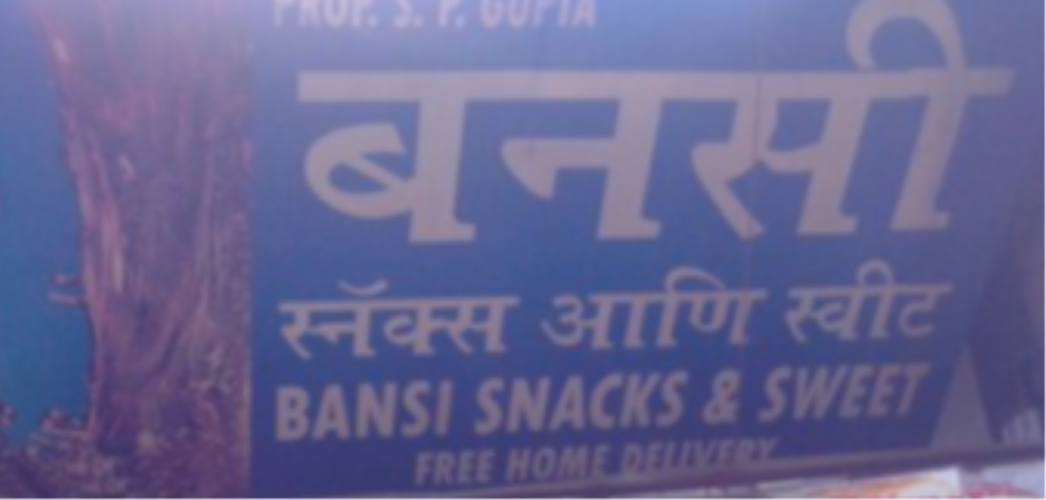 PROP. S. P. GUPTA
बनसी
स्नॅक्स आणि स्वीट
BANSI SNACKS & SWEET
FREE HOME DELIVERY